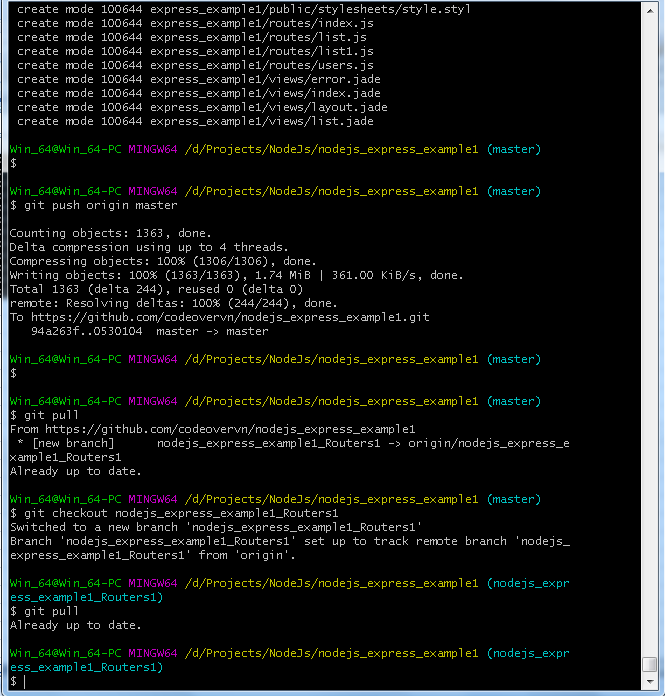 create mode 100644 express_example1/public/stylesheets/style.styl
create mode 100644 express_example1/routes/index.js
create mode 100644 express_example1/routes/list.js
create mode 100644 express_example1/routes/list1.js
create mode 100644 express_example1/routes/users.js
create mode 100644 express_example1/views/error.jade
create mode 100644 express_example1/views/index.jade
create mode 100644 express_example1/views/layout.jade
create mode 100644 express_example1/views/list.jade
Win_64@Win_64-PC MINGW64 /d/Projects/NodeJs/nodejs_express_example1 (master)
$
Win_64@Win_64-PC MINGW64 /d/Projects/NodeJs/nodejs_express_example1 (master)
$ git push origin master
Counting objects: 1363, done.
Delta compression using up to 4 threads.
Compressing objects: 100% (1306/1306), done.
Writing objects: 100% (1363/1363), 1.74 MiB | 361.00 KiB/s, done.
Total 1363 (delta 244), reused 0 (delta 0)
remote: Resolving deltas: 100% (244/244), done.
To https://github.com/codeovervn/nodejs_express_example1.git
94a263f..0530104  master -> master
Win_64@Win_64-PC MINGW64 /d/Projects/NodeJs/nodejs_express_example1 (master)
$
Win_64@Win_64-PC MINGW64 /d/Projects/NodeJs/nodejs_express_example1 (master)
$ git pull
From https://github.com/codeovervn/nodejs_express_example1
* [new branch]      nodejs_express_example1_Routers1 -> origin/nodejs_express_e
xample1_Routers1
Already up to date.
Win_64@Win_64-PC MINGW64 /d/Projects/NodeJs/nodejs_express_example1 (master)
$ git checkout nodejs_express_example1_Routers1
Switched to a new branch 'nodejs_express_example1_Routers1'
Branch 'nodejs_express_example1_Routers1' set up to track remote branch 'nodejs_
express_example1_Routers1' from 'origin'.
Win_64@Win_64-PC MINGW64 /d/Projects/NodeJs/nodejs_express_example1 (nodejs_expr
ess_example1_Routers1)
$ git pull
Already up to date.
Win_64@Win_64-PC MINGW64 /d/Projects/NodeJs/nodejs_express_example1 (nodejs_expr
ess_example1_Routers1)
$